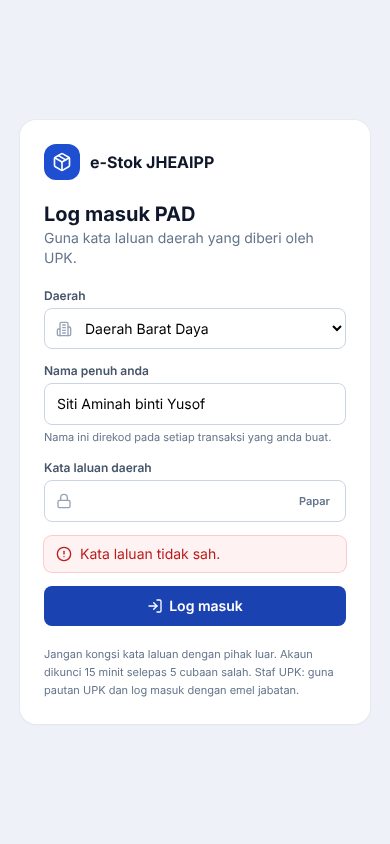 e-Stok JHEAIPP
Log masuk PAD
Guna kata laluan daerah yang diberi oleh
UPK.
Daerah
Daerah Barat Daya
Nama penuh anda
Siti Aminah binti Yusof
Nama ini direkod pada setiap transaksi yang anda buat.
Kata laluan daerah
Papar
Kata laluan tidak sah.
Log masuk
Jangan kongsi kata laluan dengan pihak luar. Akaun
dikunci 15 minit selepas 5 cubaan salah. Staf UPK: guna
pautan UPK dan log masuk dengan emel jabatan.